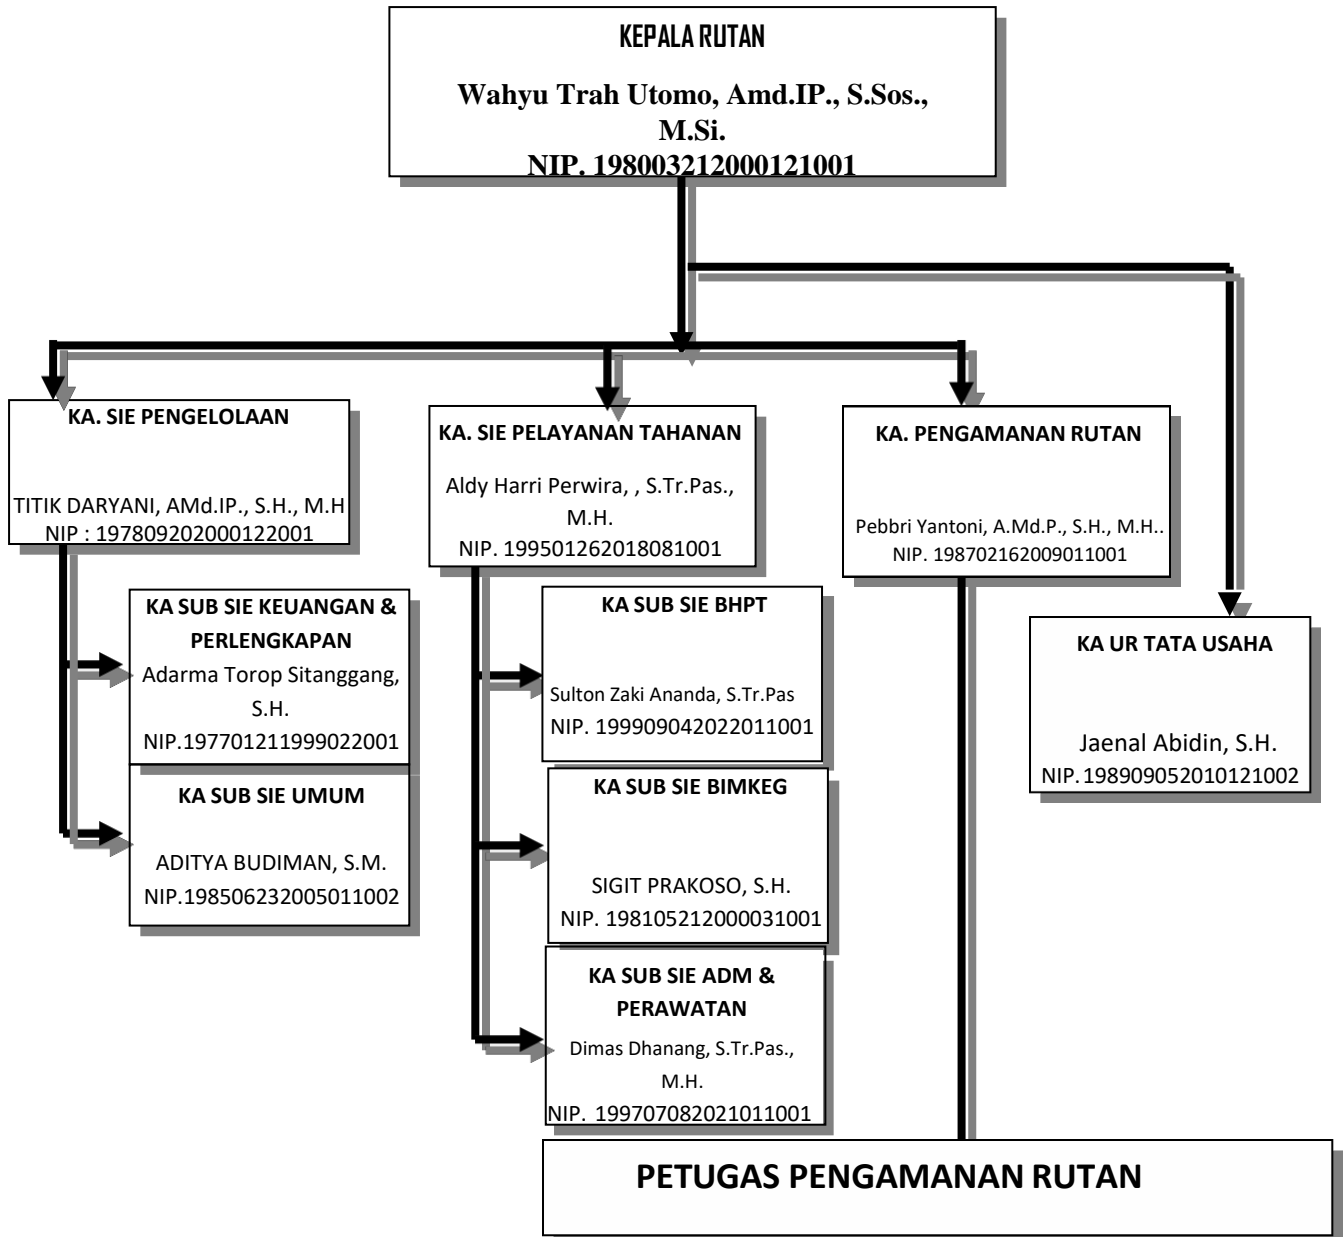 KEPALA RUTAN
Wahyu Trah Utomo, Amd.IP., S.Sos.,
M.Si.
NIP. 198003212000121001
KA. SIE PENGELOLAAN
TITIK DARYANI, AMd.IP., S.H., M.H
NIP : 197809202000122001
KA. SIE PELAYANAN TAHANAN
Aldy Harri Perwira, , S.Tr.Pas.,
M.H.
NIP. 199501262018081001
KA. PENGAMANAN RUTAN
Pebbri Yantoni, A.Md.P., S.H., M.H..
NIP. 198702162009011001
KA UR TATA USAHA
Jaenal Abidin, S.H.
NIP. 198909052010121002
KA SUB SIE KEUANGAN &
PERLENGKAPAN
Adarma Torop Sitanggang,
S.H.
NIP.197701211999022001
KA SUB SIE UMUM
ADITYA BUDIMAN, S.M.
NIP.198506232005011002
KA SUB SIE BHPT
Sulton Zaki Ananda, S.Tr.Pas
NIP. 199909042022011001
KA SUB SIE BIMKEG
SIGIT PRAKOSO, S.H.
NIP. 198105212000031001
KA SUB SIE ADM &
PERAWATAN
Dimas Dhanang, S.Tr.Pas.,
M.H.
NIP. 199707082021011001
PETUGAS PENGAMANAN RUTAN